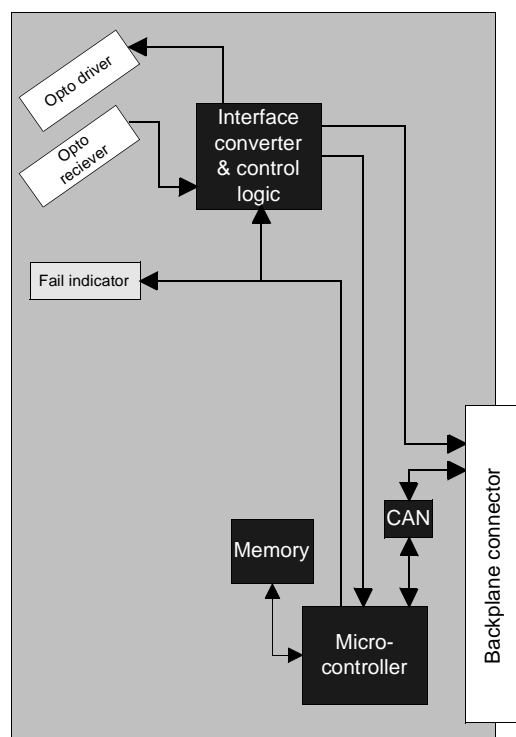 Opto driver
Opto
reciever
Interface
converter
& control
logic
Fail indicator
CAN
Memory
Micro-
controller
Backplane connector